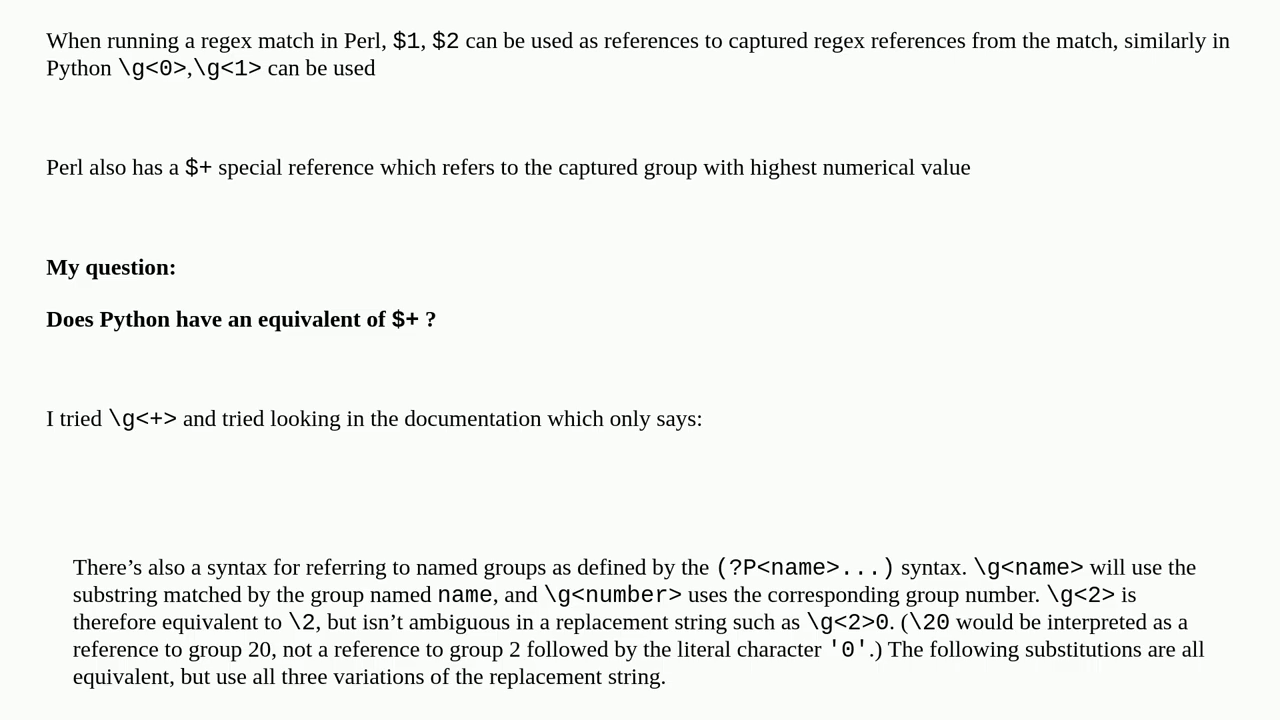 When running a regex match in Perl, $1, $2 can be used as references to captured regex references from the match, similarly in
Python \g<0>,\g<1> can be used
Perl also has a $+ special reference which refers to the captured group with highest numerical value
My question:
Does Python have an equivalent of $+ ?
I tried \g<+> and tried looking in the documentation which only says:
There’s also a syntax for referring to named groups as defined by the (?P<name>...) syntax. \g<name> will use the
substring matched by the group named name, and \g<number> uses the corresponding group number. \g<2> is
therefore equivalent to \2, but isn’t ambiguous in a replacement string such as \g<2>0. (\20 would be interpreted as a
reference to group 20, not a reference to group 2 followed by the literal character '0'.) The following substitutions are all
equivalent, but use all three variations of the replacement string.